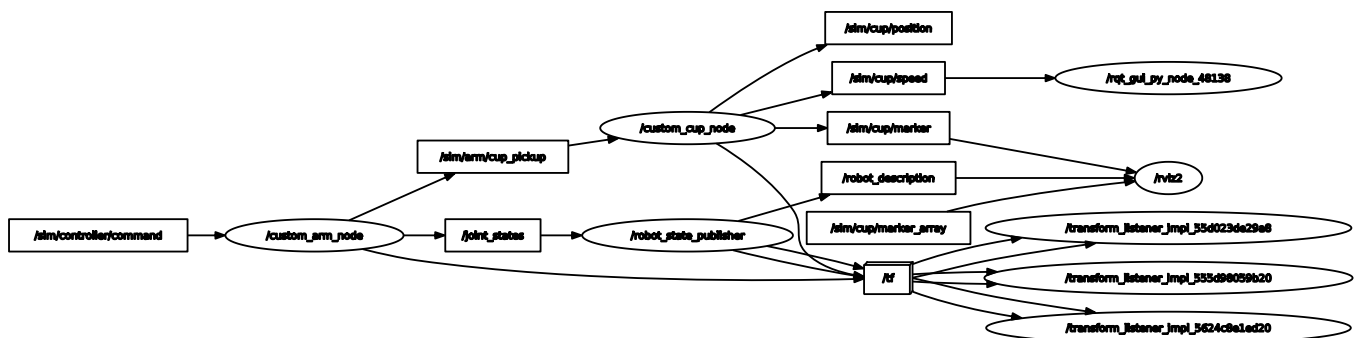 /sim/cup/position
/sim/cup/speed
/rqt_gui_py_node_48138
/custom_cup_node
/sim/cup/marker
/sim/arm/cup_pickup
/robot_description
/rviz2
/sim/controller/command
/custom_arm_node
/joint_states
/robot_state_publisher
/sim/cup/marker_array
/transform_listener_impl_55d023de29e8
/tf
/transform_listener_impl_555d98059b20
/transform_listener_impl_5624c8e1ed20